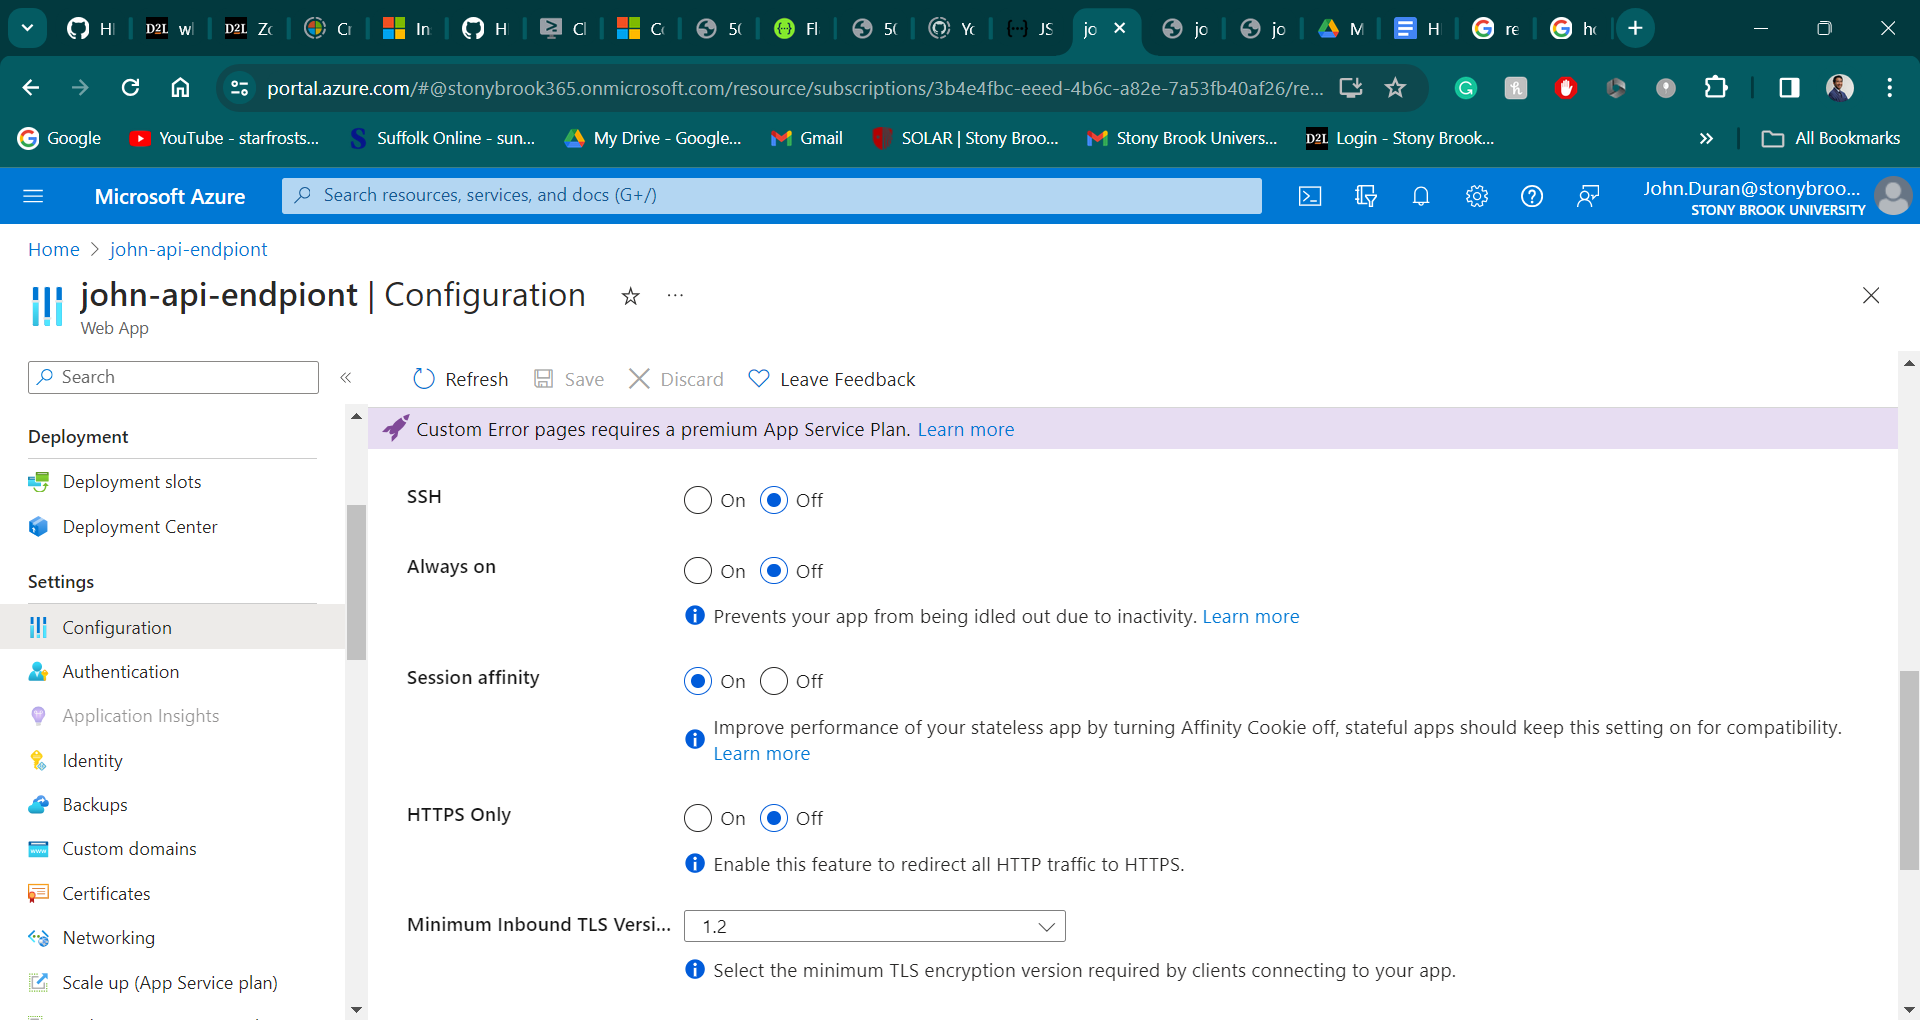 HI
D2L wl
D2L Zc
Cr
In
HI
Cl
Cc
5(
Fl
5(
Yc
JS
jo
jo
jo
M
H
re
hc
portal.azure.com/#@stonybrook365.onmicrosoft.com/resource/subscriptions/3b4e4fbc-eeed-4b6c-a82e-7a53fb40af26/re...
Google
YouTube - starfrosts...
Suffolk Online - sun...
My Drive - Google...
Gmail
SOLAR | Stony Broo...
Stony Brook Univers...
D2L Login - Stony Brook...
All Bookmarks
Microsoft Azure
Search resources, services, and docs (G+/)
John.Duran@stonybroo...
STONY BROOK UNIVERSITY
Home > john-api-endpiont
john-api-endpiont | Configuration
Web App
Search
Refresh
Save
Discard
Leave Feedback
Deployment
Deployment slots
Deployment Center
Settings
Configuration
Authentication
Application Insights
Identity
Backups
Custom domains
Certificates
Networking
Scale up (App Service plan)
Custom Error pages requires a premium App Service Plan. Learn more
SSH
On Off
Always on
On Off
Prevents your app from being idled out due to inactivity. Learn more
Session affinity
On Off
Improve performance of your stateless app by turning Affinity Cookie off, stateful apps should keep this setting on for compatibility.
Learn more
HTTPS Only
On Off
Enable this feature to redirect all HTTP traffic to HTTPS.
Minimum Inbound TLS Versi...
1.2
Select the minimum TLS encryption version required by clients connecting to your app.